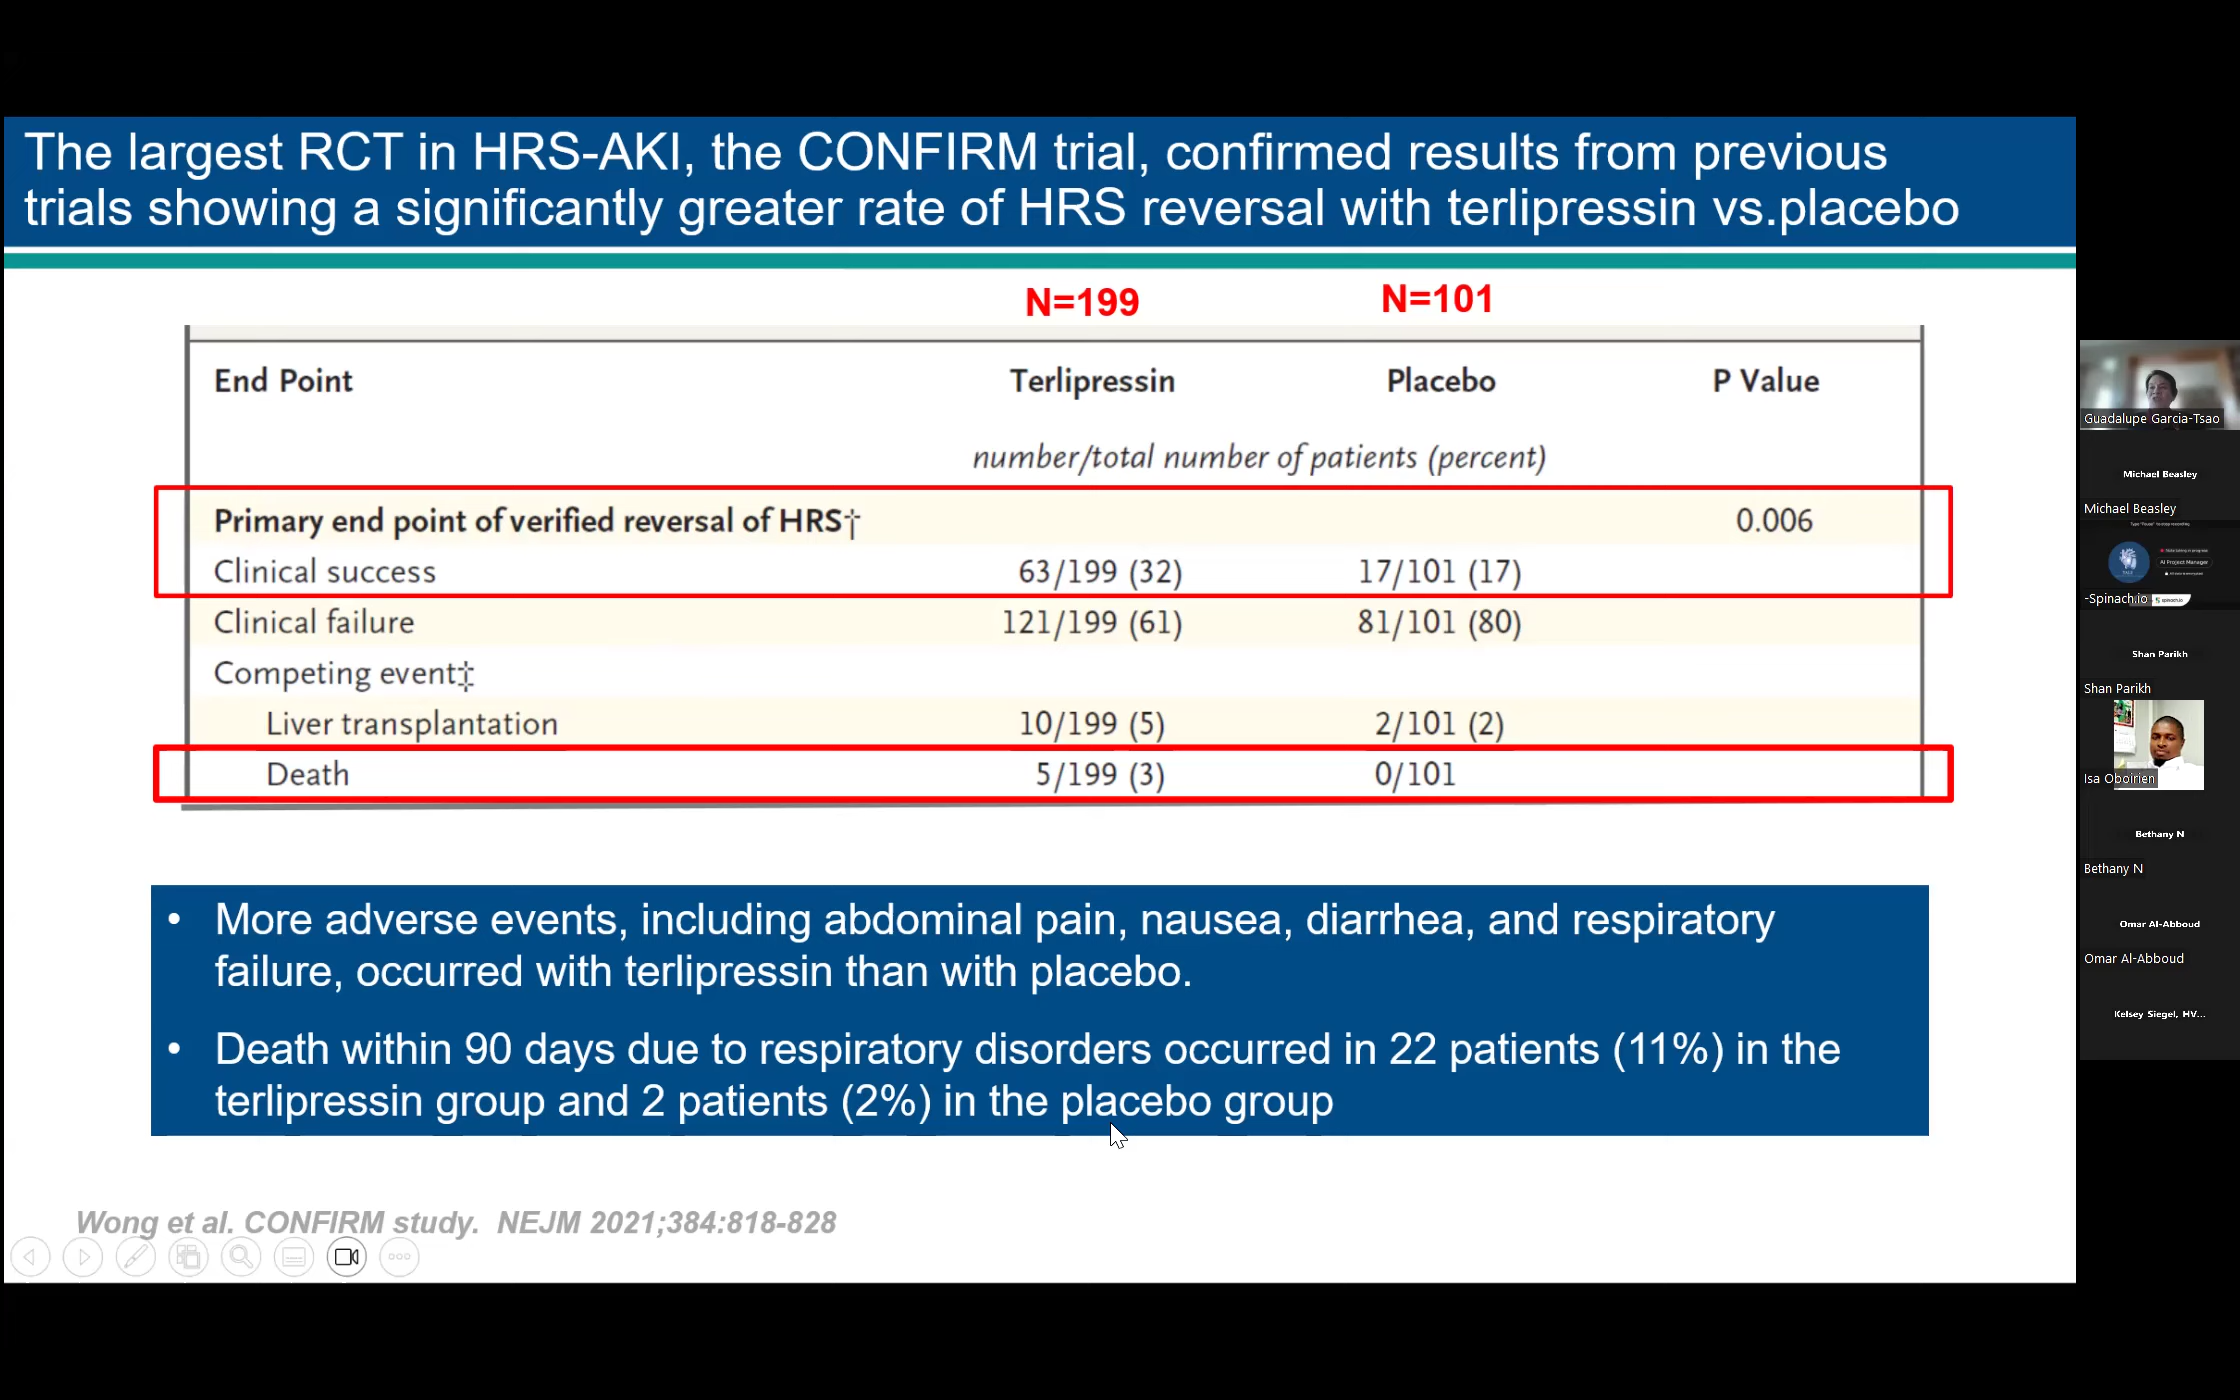 The largest RCT in HRS-AKI, the CONFIRM trial, confirmed results from previous
trials showing a significantly greater rate of HRS reversal with terlipressin vs.placebo
N=199 N=101
End Point Terlipressin Placebo P Value
number/total number of patients (percent)
Primary end point of verified reversal of HRS† 0.006
Clinical success 63/199 (32) 17/101 (17)
Clinical failure 121/199 (61) 81/101 (80)
Competing event‡
Liver transplantation 10/199 (5) 2/101 (2)
Death 5/199 (3) 0/101
• More adverse events, including abdominal pain, nausea, diarrhea, and respiratory
failure, occurred with terlipressin than with placebo.
• Death within 90 days due to respiratory disorders occurred in 22 patients (11%) in the
terlipressin group and 2 patients (2%) in the placebo group
Wong et al. CONFIRM study. NEJM 2021;384:818-828
Guadalupe Garcia-Tsao
Michael Beasley
Michael Beasley
AI Project Manager
-Spinach.io
spinach.io
Shan Parikh
Shan Parikh
Isa Oboirien
Bethany N
Bethany N
Omar Al-Abboud
Omar Al-Abboud
Kelsey Siegel, HV...